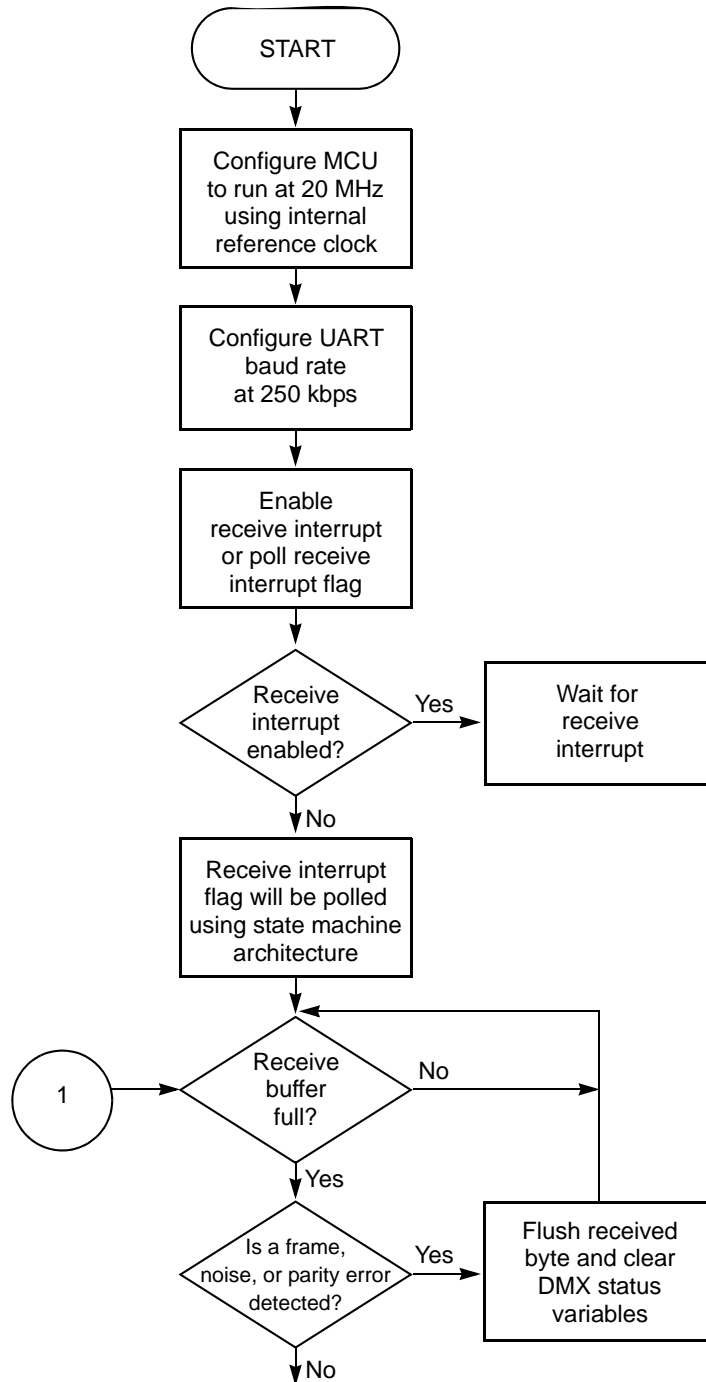 START
Configure MCU
to run at 20 MHz
using internal
reference clock
Configure UART
baud rate
at 250 kbps
Enable
receive interrupt
or poll receive
interrupt flag
Receive
interrupt
enabled?
Yes
Wait for
receive
interrupt
No
Receive interrupt
flag will be polled
using state machine
architecture
1
Receive
buffer
full?
No
Yes
Is a frame,
noise, or parity error
detected?
Yes
Flush received
byte and clear
DMX status
variables
No